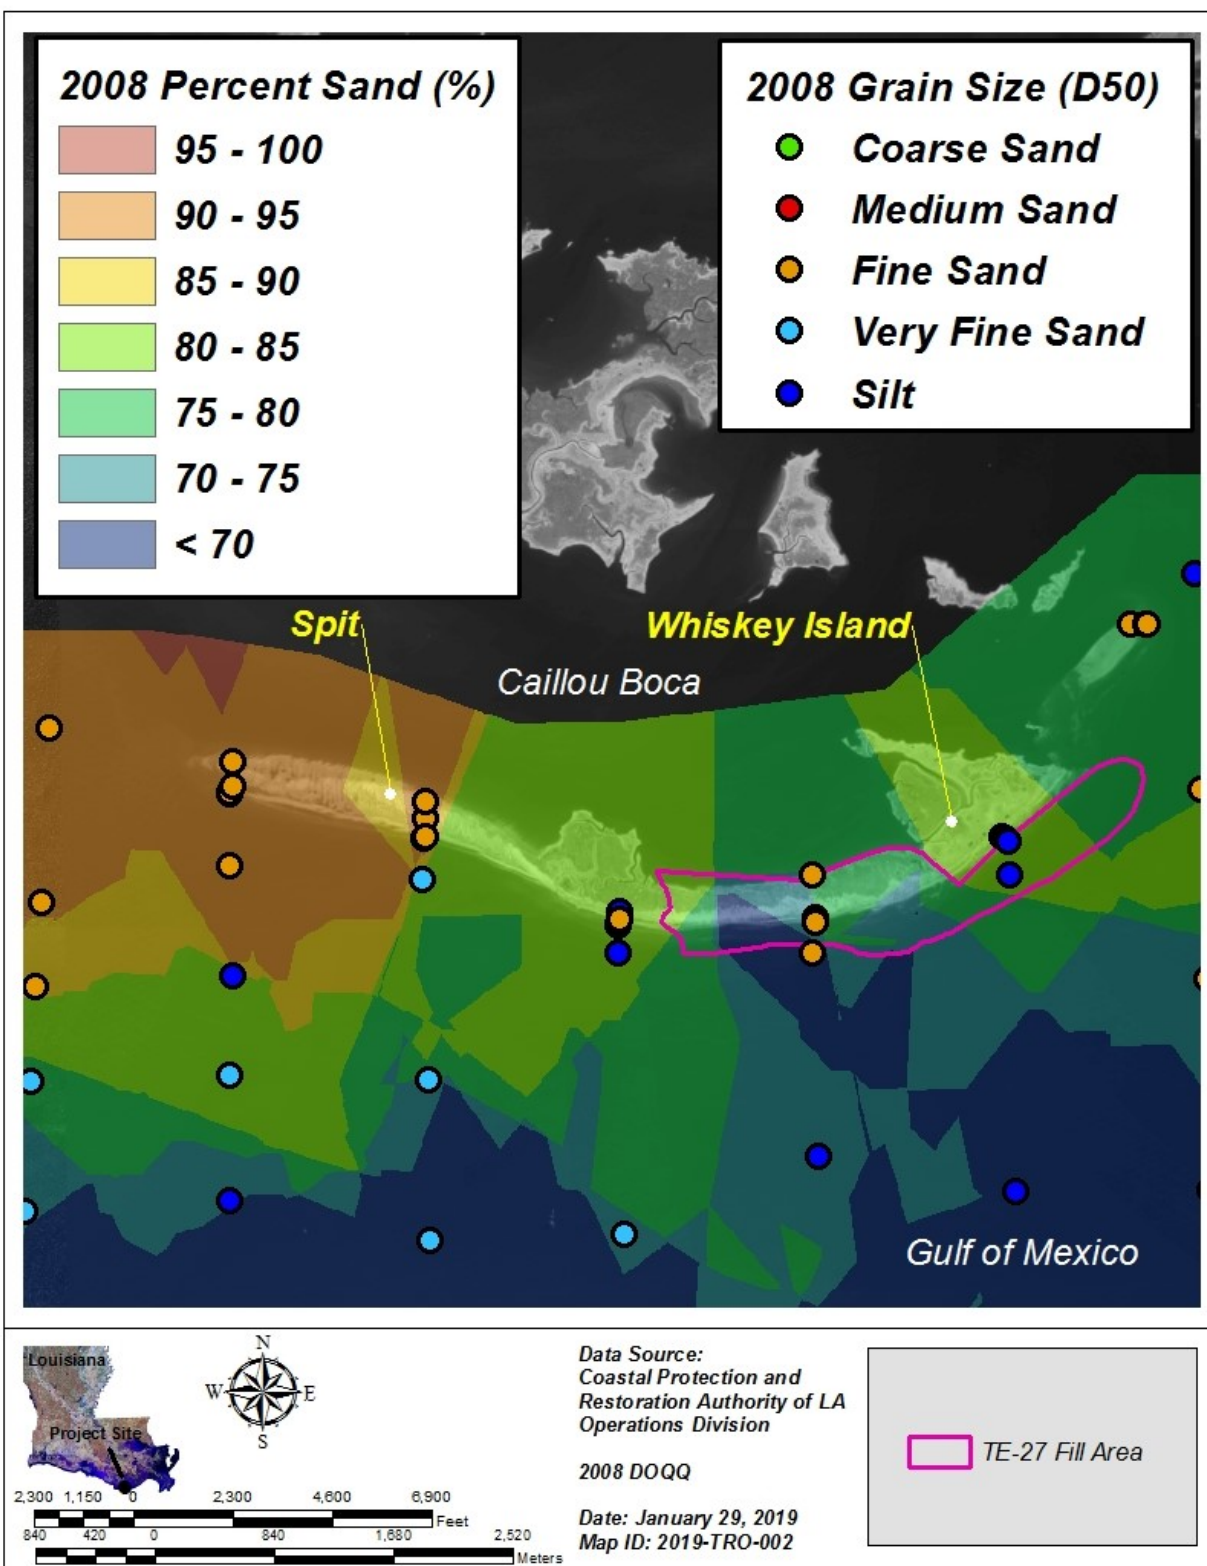 2008 Percent Sand (%)
95 - 100
90 - 95
85 - 90
80 - 85
75 - 80
70 - 75
< 70
2008 Grain Size (D50)
Coarse Sand
Medium Sand
Fine Sand
Very Fine Sand
Silt
Spit
Whiskey Island
Caillou Boca
Gulf of Mexico
Louisiana
Project Site
N
W E
S
2,300 1,150 0 2,300 4,600 6,900
Feet
840 420 0 840 1,680 2,520
Meters
Data Source:
Coastal Protection and
Restoration Authority of LA
Operations Division
2008 DOQQ
Date: January 29, 2019
Map ID: 2019-TRO-002
TE-27 Fill Area